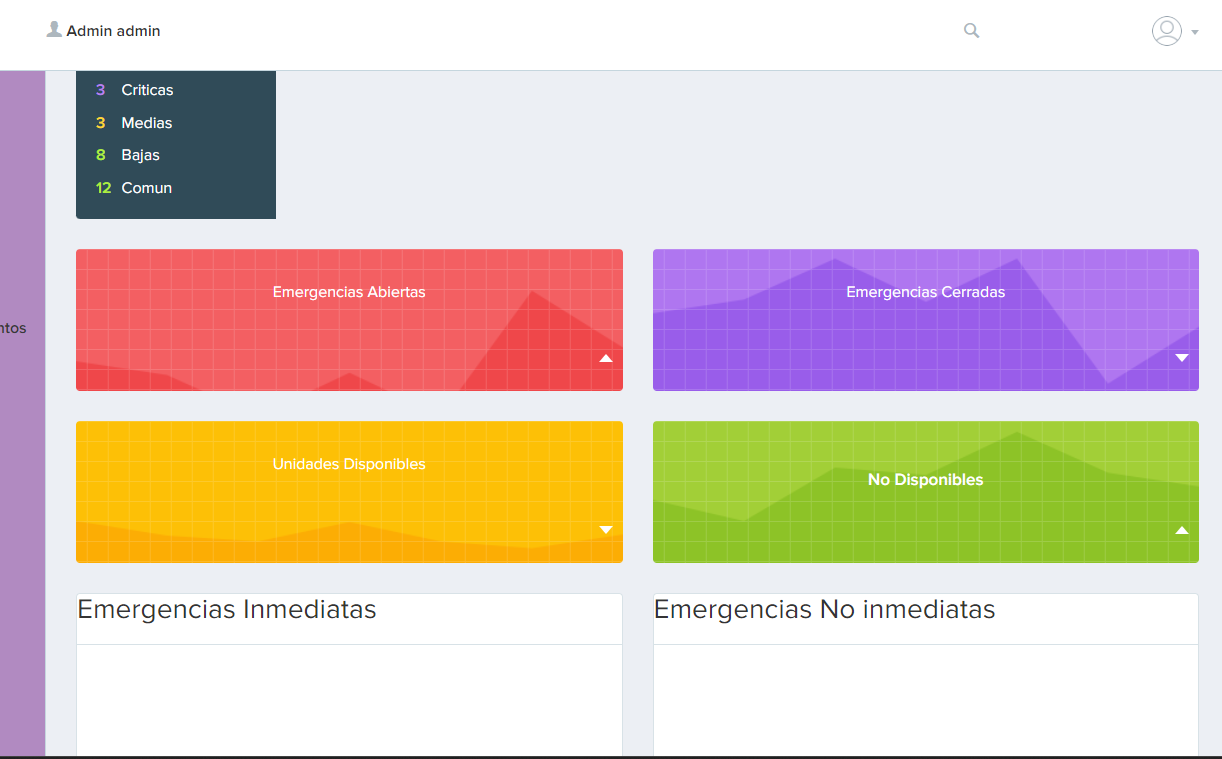 Admin admin
3 Criticas
3 Medias
8 Bajas
12 Comun
ntos
Emergencias Abiertas
Emergencias Cerradas
Unidades Disponibles
No Disponibles
Emergencias Inmediatas
Emergencias No inmediatas